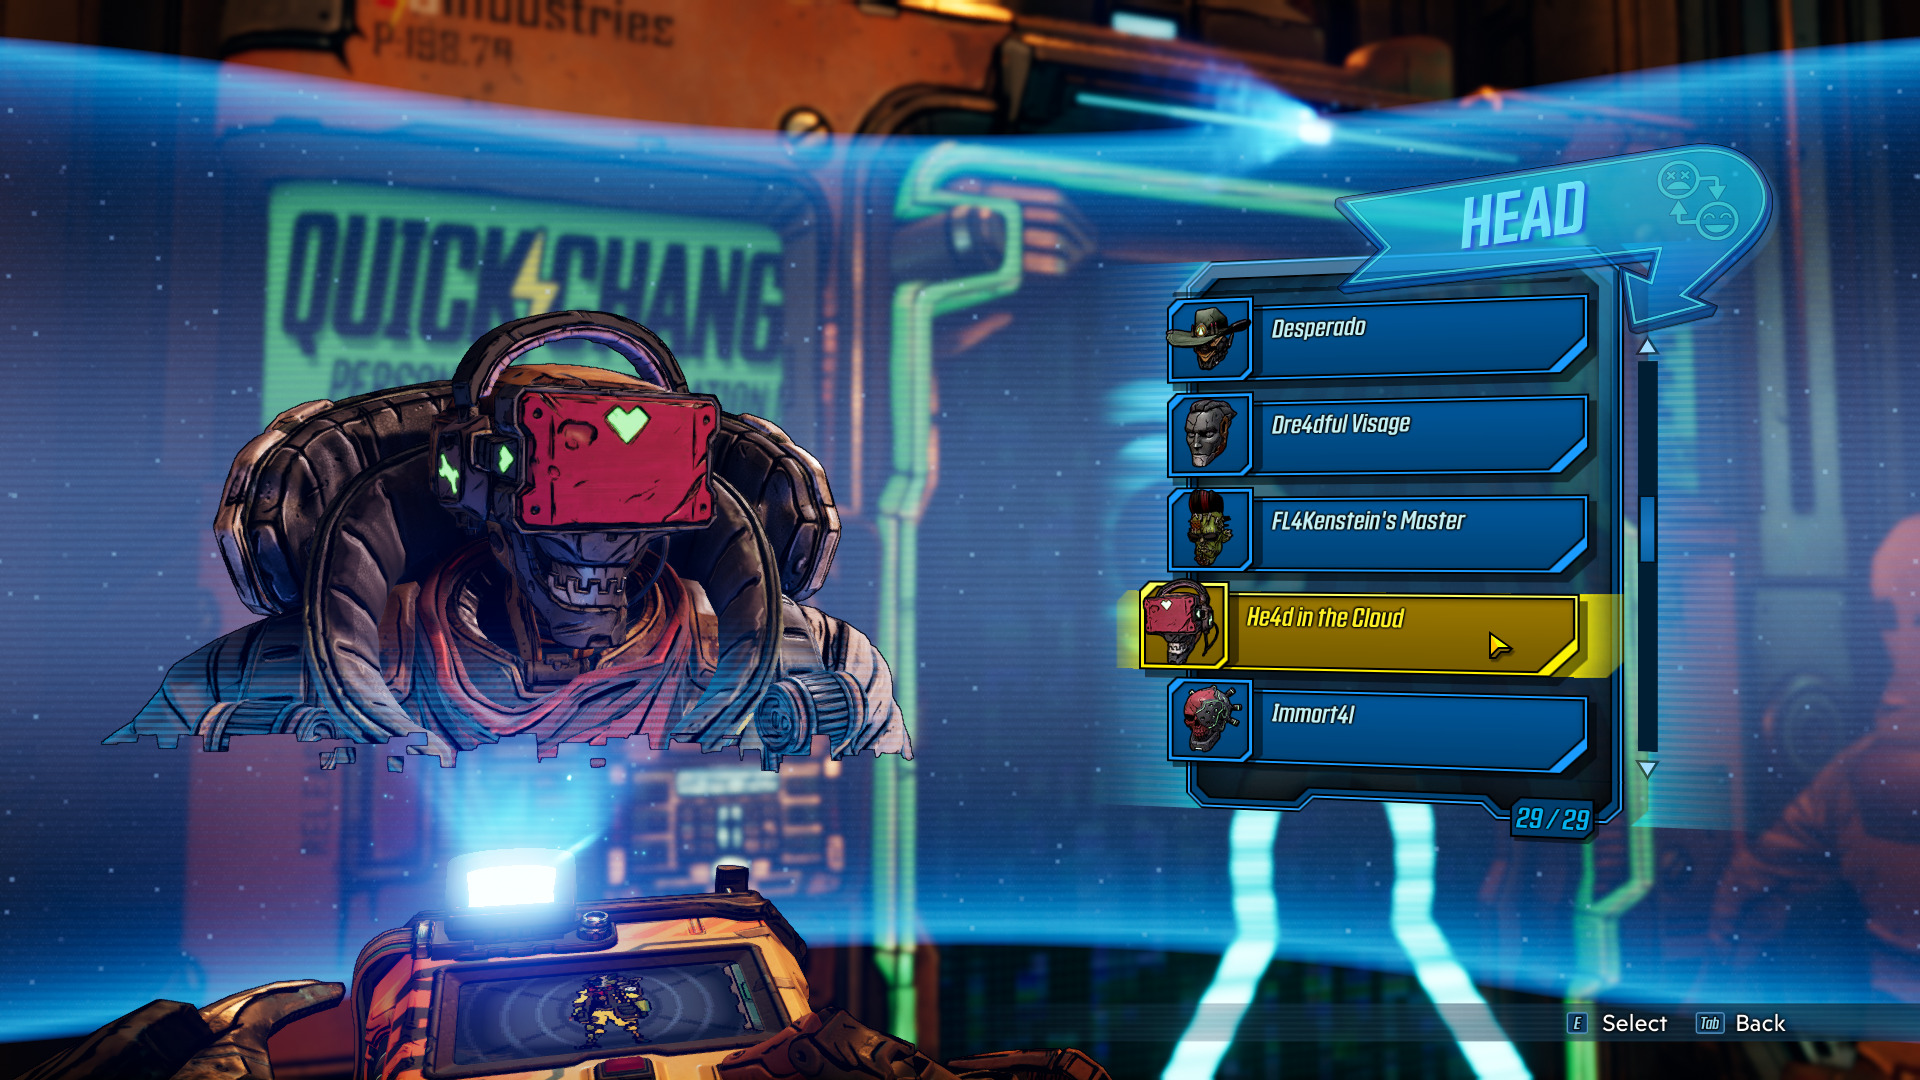 Industries
P-198.79
QUICK CHANG
HEAD
Desperado
Dre4dful Visage
FL4Kenstein's Master
He4d in the Cloud
Immort4l
29 / 29
E Select Tab Back